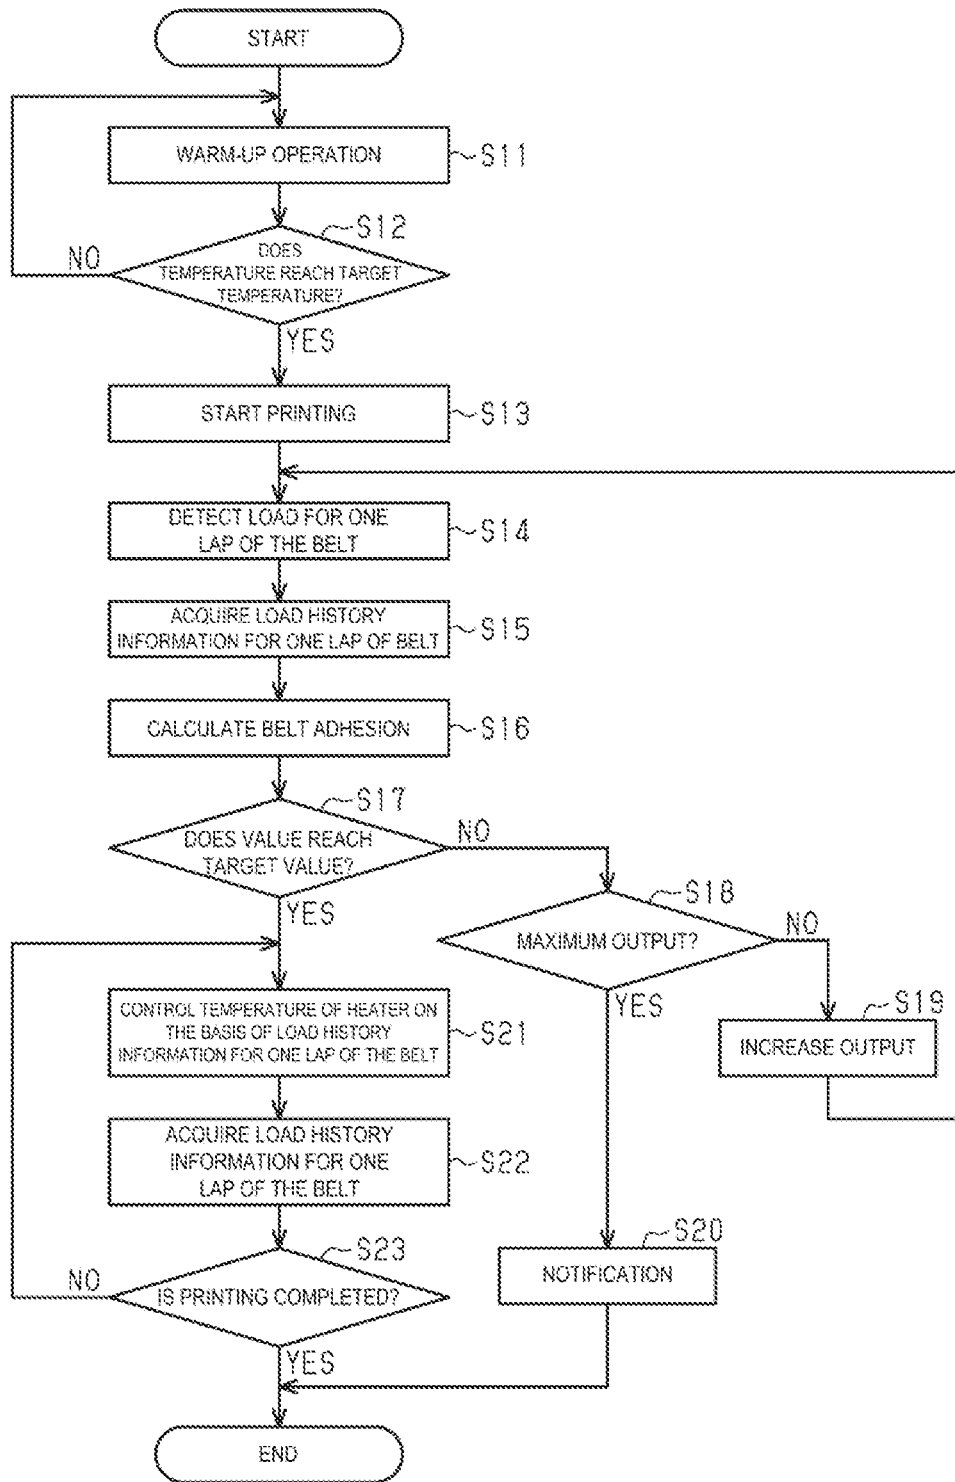 START
WARM-UP OPERATION
S11
S12
DOES
TEMPERATURE REACH TARGET
TEMPERATURE?
NO
YES
START PRINTING
S13
DETECT LOAD FOR ONE
LAP OF THE BELT
S14
ACQUIRE LOAD HISTORY
INFORMATION FOR ONE LAP OF BELT
S15
CALCULATE BELT ADHESION
S16
S17
DOES VALUE REACH
TARGET VALUE?
NO
YES
S18
MAXIMUM OUTPUT?
NO
YES
S19
INCREASE OUTPUT
CONTROL TEMPERATURE OF HEATER ON
THE BASIS OF LOAD HISTORY
INFORMATION FOR ONE LAP OF THE BELT
S21
ACQUIRE LOAD HISTORY
INFORMATION FOR ONE
LAP OF THE BELT
S22
S23
IS PRINTING COMPLETED?
NO
YES
S20
NOTIFICATION
END